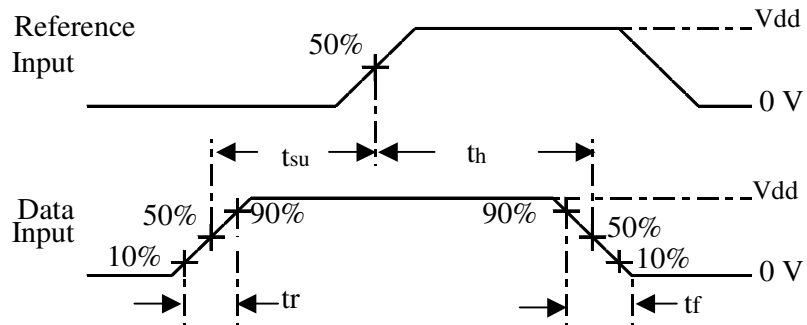 Reference
Input
50%
Vdd
0 V
tsu
th
Data
Input
50%
90%
10%
90%
50%
10%
Vdd
0 V
tr
tf